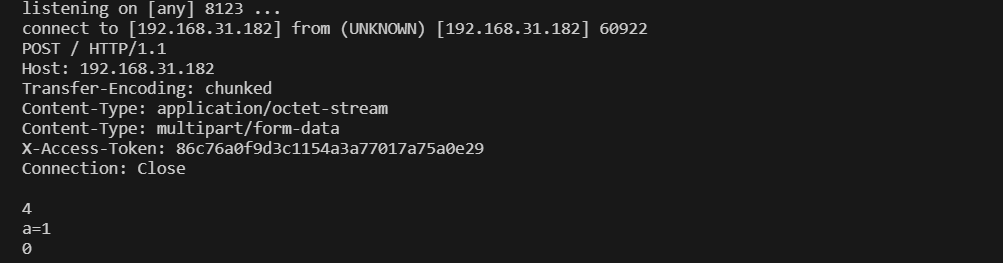 listening on [any] 8123 ...
connect to [192.168.31.182] from (UNKNOWN) [192.168.31.182] 60922
POST / HTTP/1.1
Host: 192.168.31.182
Transfer-Encoding: chunked
Content-Type: application/octet-stream
Content-Type: multipart/form-data
X-Access-Token: 86c76a0f9d3c1154a3a77017a75a0e29
Connection: Close
4
a=1
0